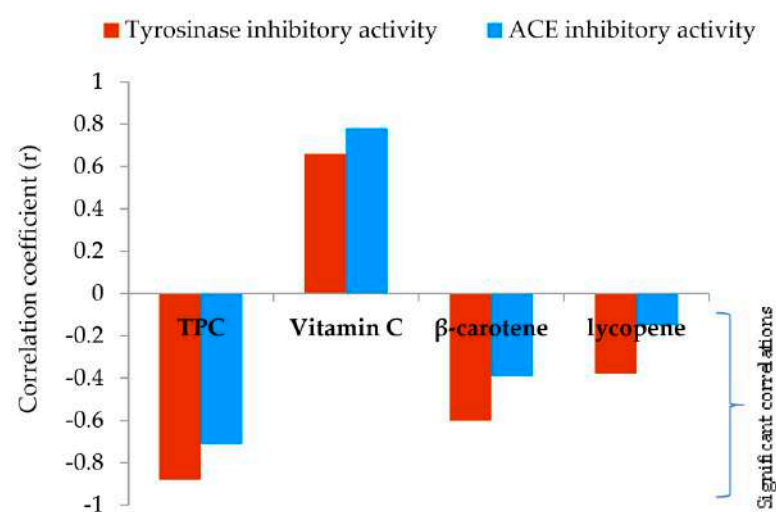 Tyrosinase inhibitory activity
ACE inhibitory activity
Correlation coefficient (r)
1
0.8
0.6
0.4
0.2
0
-0.2
-0.4
-0.6
-0.8
-1
TPC
Vitamin C
β-carotene
lycopene
Significant correlations